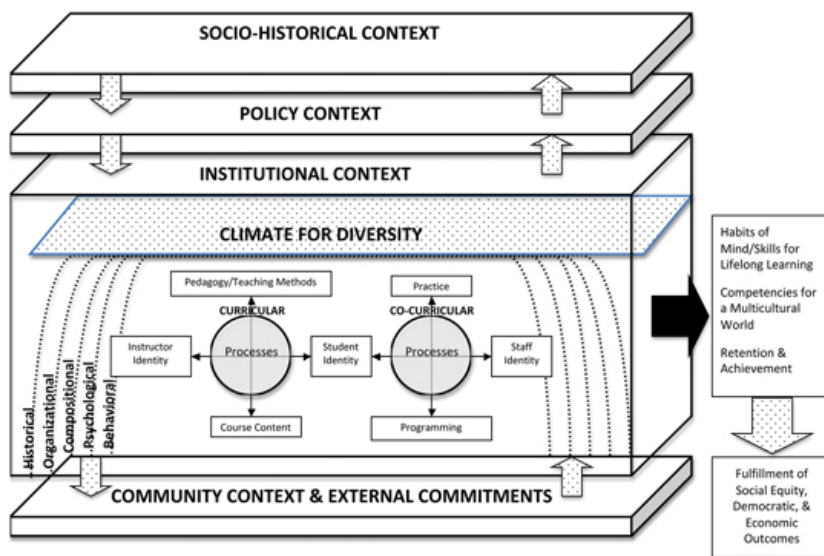 SOCIO-HISTORICAL CONTEXT
POLICY CONTEXT
INSTITUTIONAL CONTEXT
CLIMATE FOR DIVERSITY
Pedagogy/Teaching Methods
Practice
CURRICULAR
CO-CURRICULAR
Instructor
Identity
Processes
Student
Identity
Processes
Staff
Identity
Course Content
Programming
Historical
Organizational
Compositional
Psychological
Behavioral
COMMUNITY CONTEXT & EXTERNAL COMMITMENTS
Habits of
Mind/Skills for
Lifelong Learning
Competencies for
a Multicultural
World
Retention &
Achievement
Fulfillment of
Social Equity,
Democratic, &
Economic
Outcomes